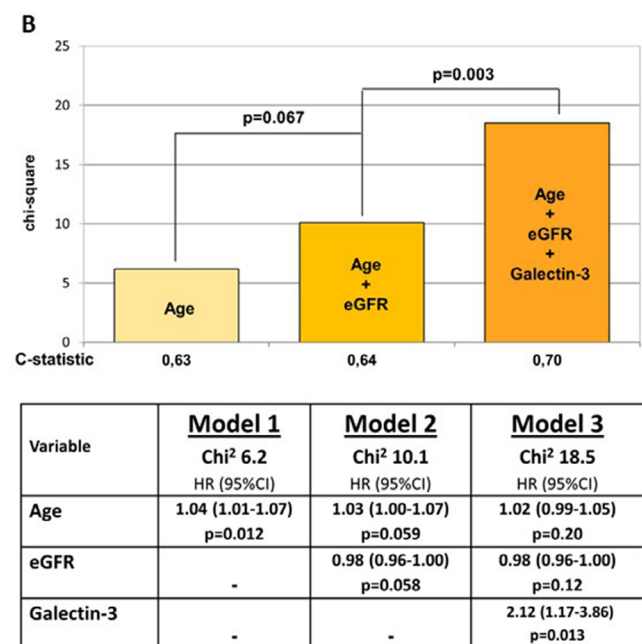 B
25
20
15
10
5
0
chi-square
p=0.067
p=0.003
Age
Age
+
eGFR
Age
+
eGFR
+
Galectin-3
C-statistic 0,63 0,64 0,70
Variable Model 1 Model 2 Model 3
Chi² 6.2 Chi² 10.1 Chi² 18.5
HR (95%CI) HR (95%CI) HR (95%CI)
Age 1.04 (1.01-1.07) 1.03 (1.00-1.07) 1.02 (0.99-1.05)
p=0.012 p=0.059 p=0.20
eGFR - 0.98 (0.96-1.00) 0.98 (0.96-1.00)
p=0.058 p=0.12
Galectin-3 - - 2.12 (1.17-3.86)
p=0.013